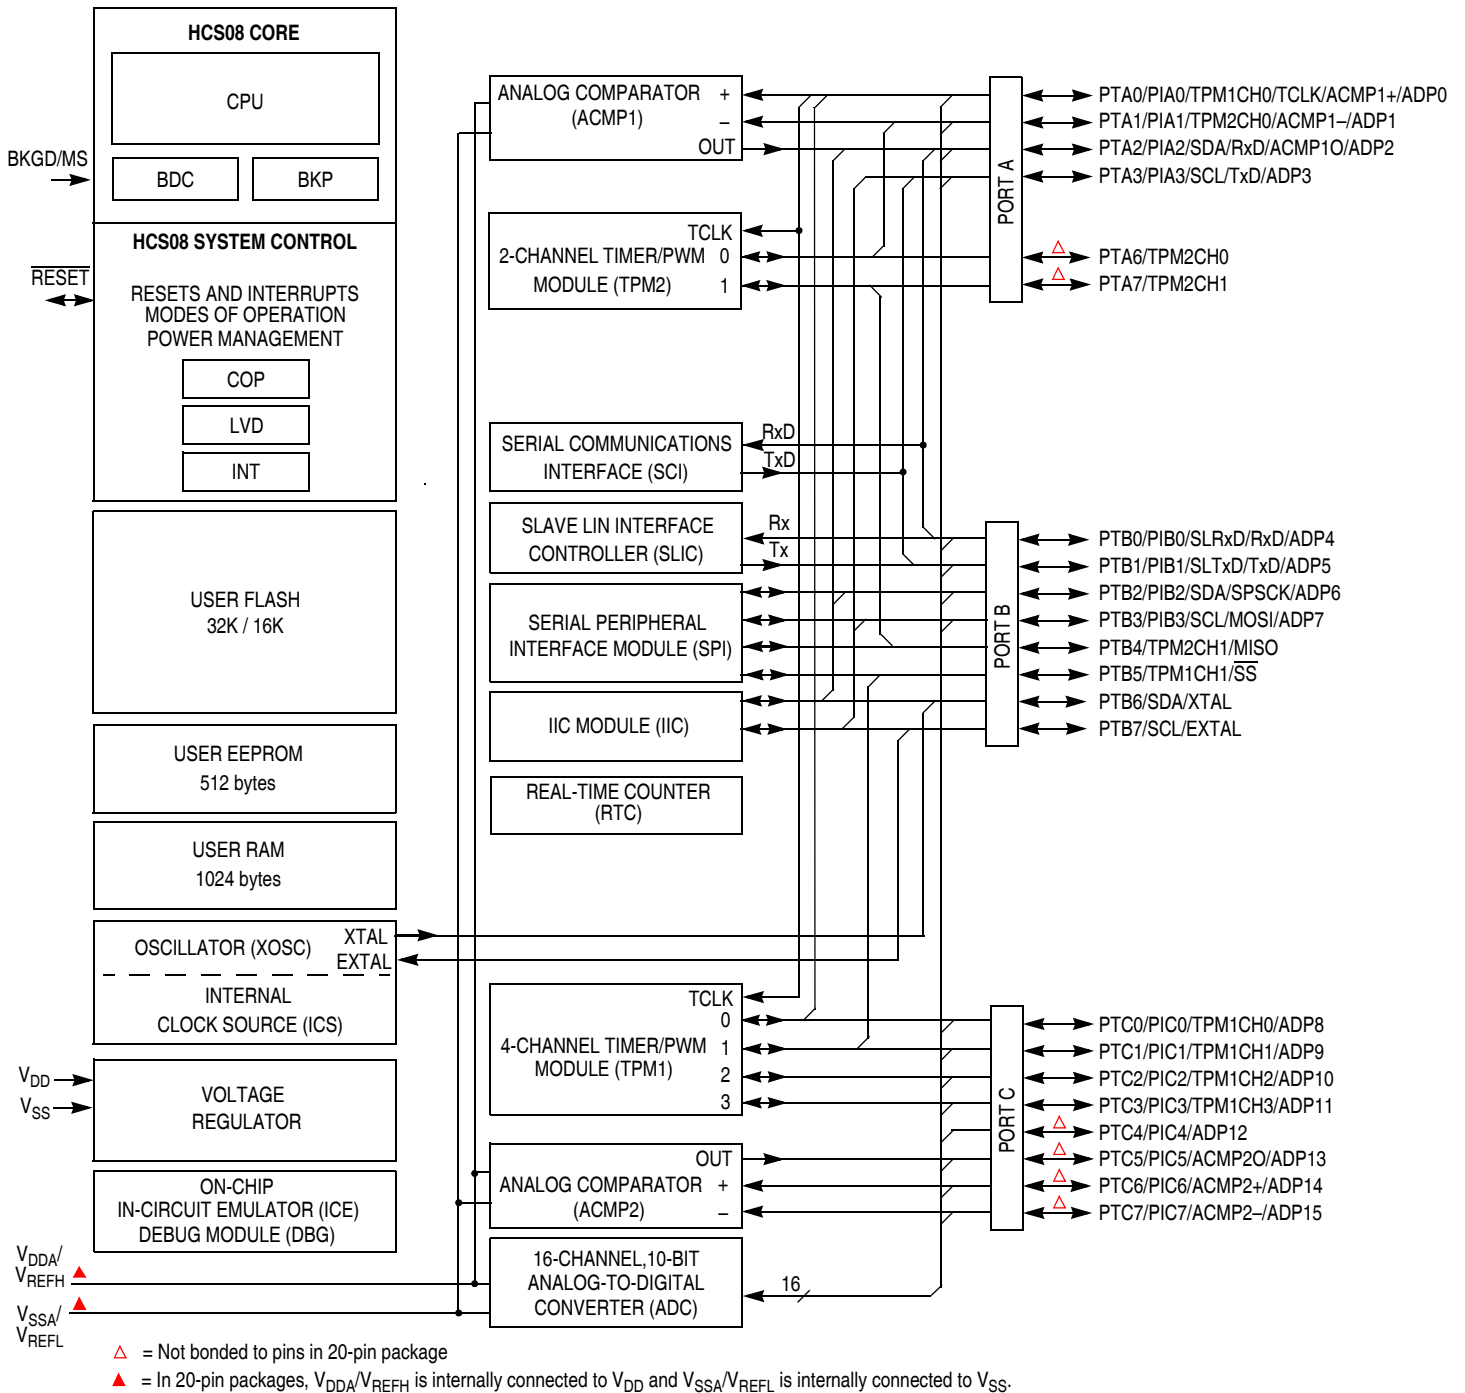 HCS08 CORE
CPU
BKGD/MS
BDC
BKP
HCS08 SYSTEM CONTROL
RESET
RESETS AND INTERRUPTS
MODES OF OPERATION
POWER MANAGEMENT
COP
LVD
INT
USER FLASH
32K / 16K
USER EEPROM
512 bytes
USER RAM
1024 bytes
OSCILLATOR (XOSC)
XTAL
EXTAL
INTERNAL
CLOCK SOURCE (ICS)
VDD
VSS
VOLTAGE
REGULATOR
ON-CHIP
IN-CIRCUIT EMULATOR (ICE)
DEBUG MODULE (DBG)
VDDA/
VREFH
VSSA/
VREFL
ANALOG COMPARATOR
(ACMP1)
+
–
OUT
TCLK
2-CHANNEL TIMER/PWM
MODULE (TPM2)
0
1
SERIAL COMMUNICATIONS
INTERFACE (SCI)
RxD
TxD
SLAVE LIN INTERFACE
CONTROLLER (SLIC)
Rx
Tx
SERIAL PERIPHERAL
INTERFACE MODULE (SPI)
IIC MODULE (IIC)
REAL-TIME COUNTER
(RTC)
TCLK
0
4-CHANNEL TIMER/PWM
MODULE (TPM1)
1
2
3
OUT
ANALOG COMPARATOR
(ACMP2)
+
–
16-CHANNEL,10-BIT
ANALOG-TO-DIGITAL
CONVERTER (ADC)
16
PORT A
PTA0/PIA0/TPM1CH0/TCLK/ACMP1+/ADP0
PTA1/PIA1/TPM2CH0/ACMP1–/ADP1
PTA2/PIA2/SDA/RxD/ACMP1O/ADP2
PTA3/PIA3/SCL/TxD/ADP3
PTA6/TPM2CH0
PTA7/TPM2CH1
PORT B
PTB0/PIB0/SLRxD/RxD/ADP4
PTB1/PIB1/SLTxD/TxD/ADP5
PTB2/PIB2/SDA/SPSCK/ADP6
PTB3/PIB3/SCL/MOSI/ADP7
PTB4/TPM2CH1/MISO
PTB5/TPM1CH1/SS
PTB6/SDA/XTAL
PTB7/SCL/EXTAL
PORT C
PTC0/PIC0/TPM1CH0/ADP8
PTC1/PIC1/TPM1CH1/ADP9
PTC2/PIC2/TPM1CH2/ADP10
PTC3/PIC3/TPM1CH3/ADP11
PTC4/PIC4/ADP12
PTC5/PIC5/ACMP2O/ADP13
PTC6/PIC6/ACMP2+/ADP14
PTC7/PIC7/ACMP2–/ADP15
△ = Not bonded to pins in 20-pin package
▲ = In 20-pin packages, VDDA/VREFH is internally connected to VDD and VSSA/VREFL is internally connected to VSS.